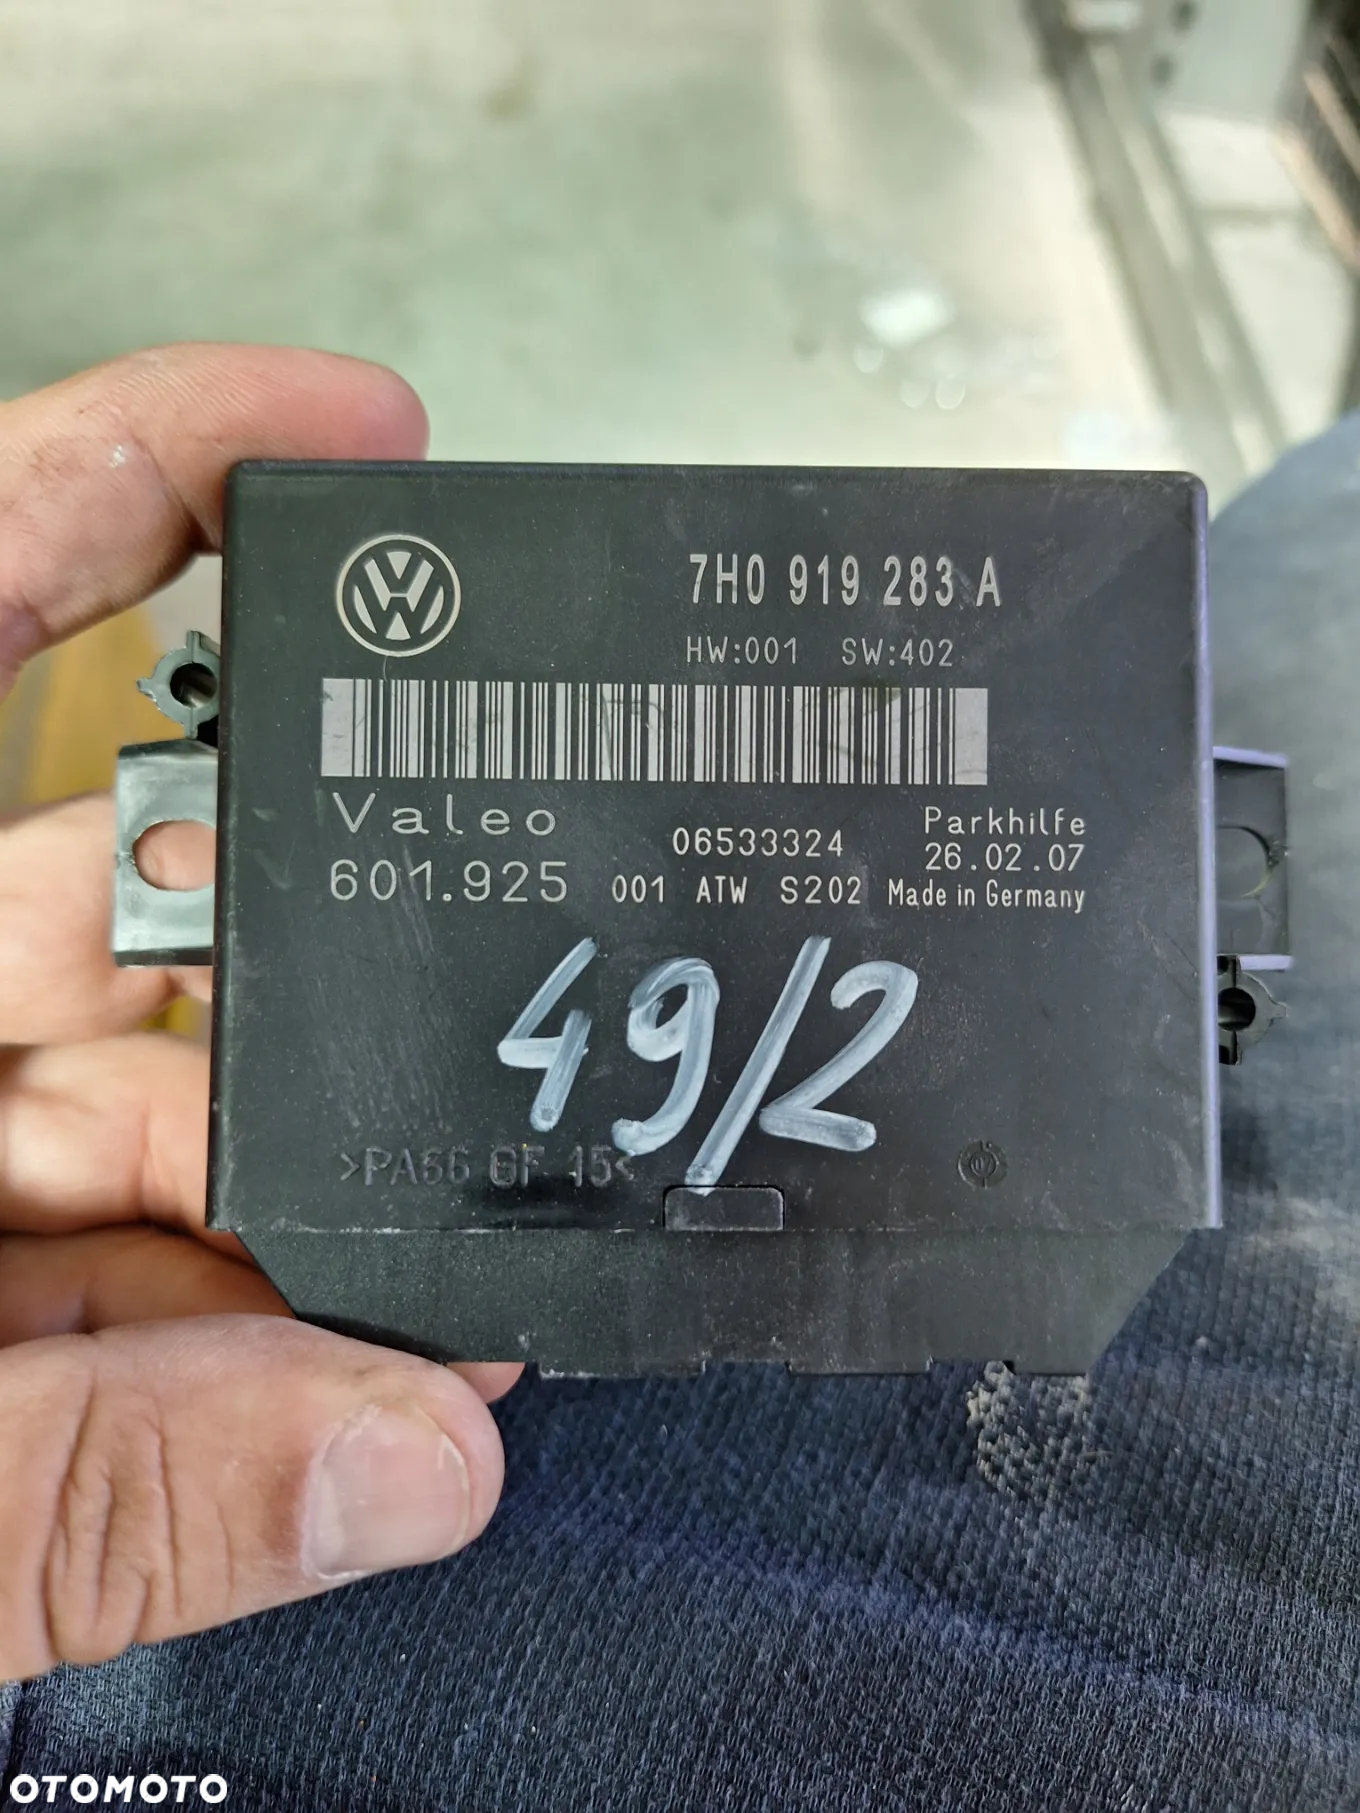 7H0 919 283 A
HW:001 SW:402
Valeo
06533324
Parkhilfe
26.02.07
601.925 001 ATW S202 Made in Germany
49/2
>PA66 GF 15<
OTOMOTO